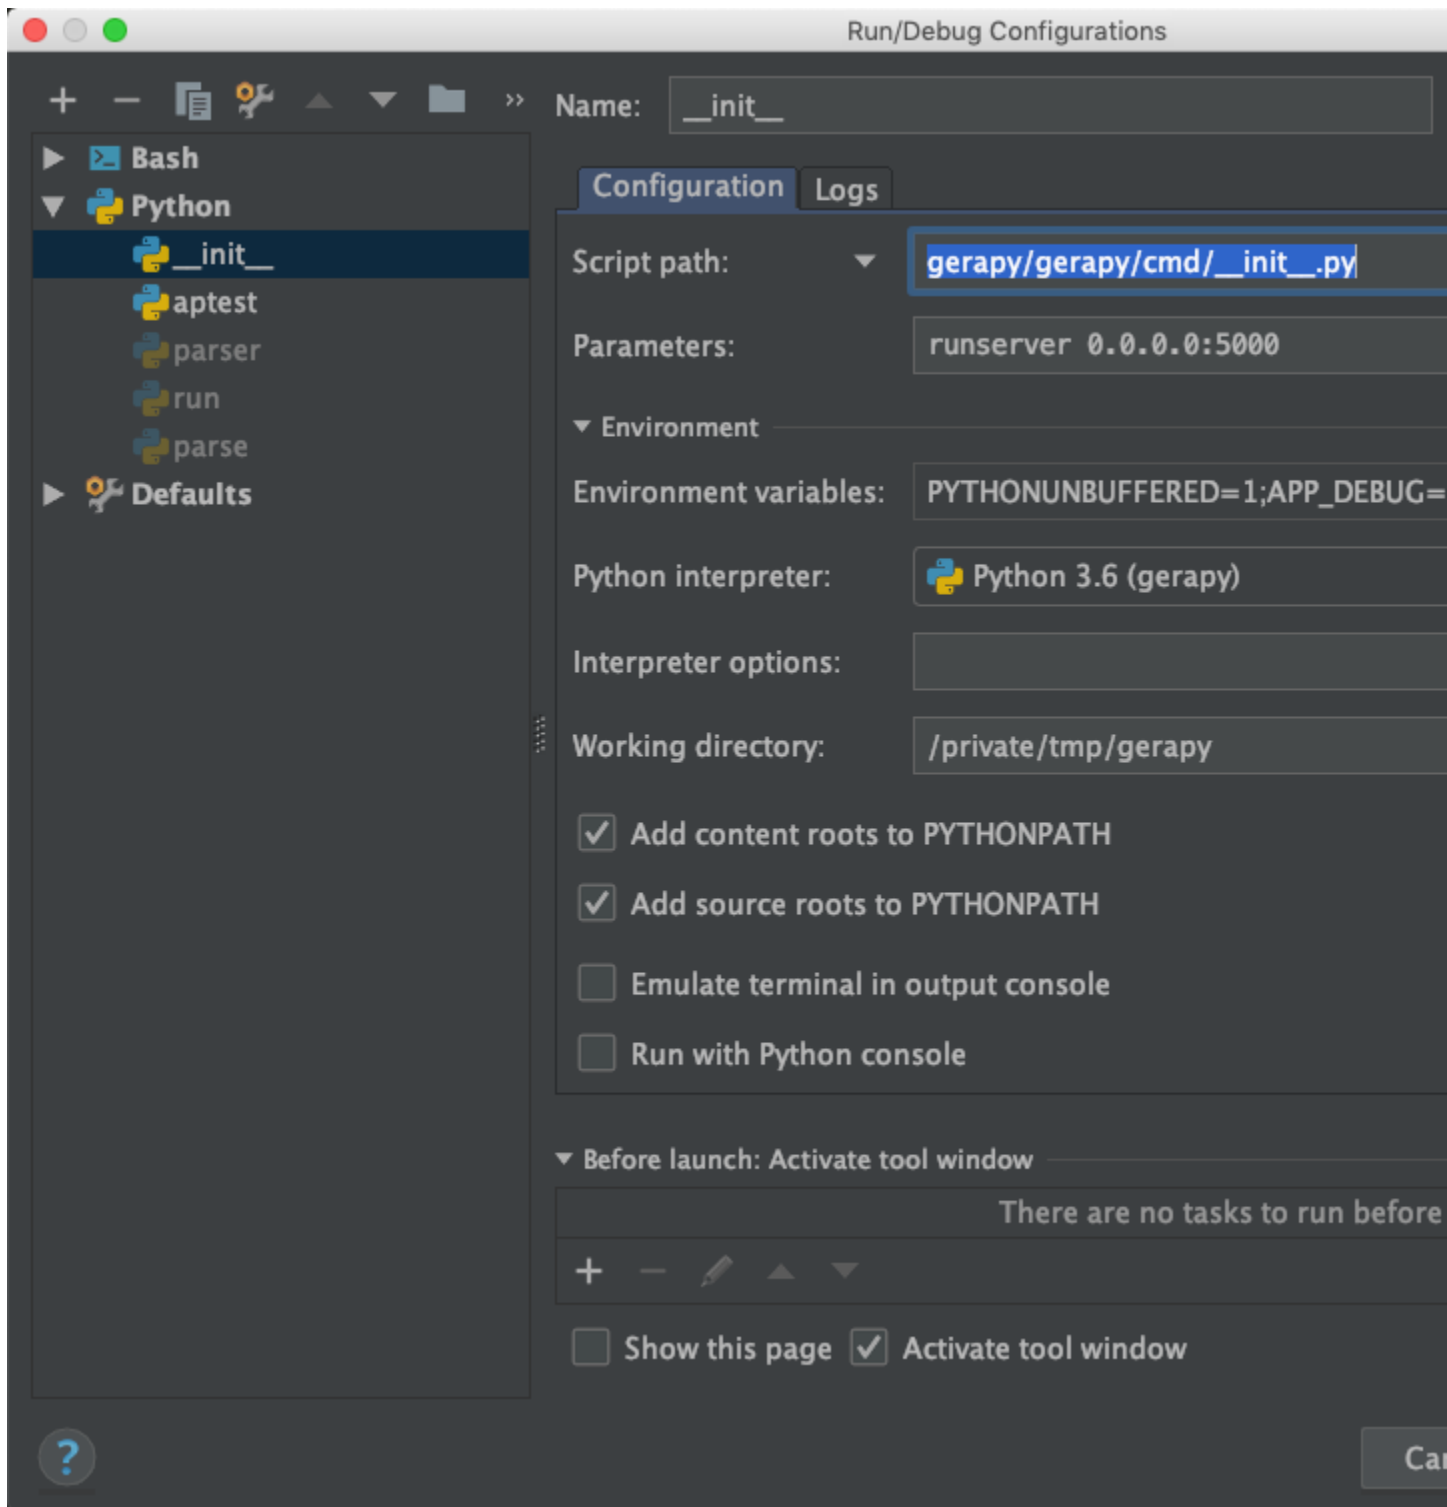 Run/Debug Configurations
Name: __init__
Bash
Python
__init__
aptest
parser
run
parse
Defaults
Configuration Logs
Script path: gerapy/gerapy/cmd/__init__.py
Parameters: runserver 0.0.0.0:5000
Environment
Environment variables: PYTHONUNBUFFERED=1;APP_DEBUG=
Python interpreter: Python 3.6 (gerapy)
Interpreter options:
Working directory: /private/tmp/gerapy
Add content roots to PYTHONPATH
Add source roots to PYTHONPATH
Emulate terminal in output console
Run with Python console
Before launch: Activate tool window
There are no tasks to run before
Show this page Activate tool window
?